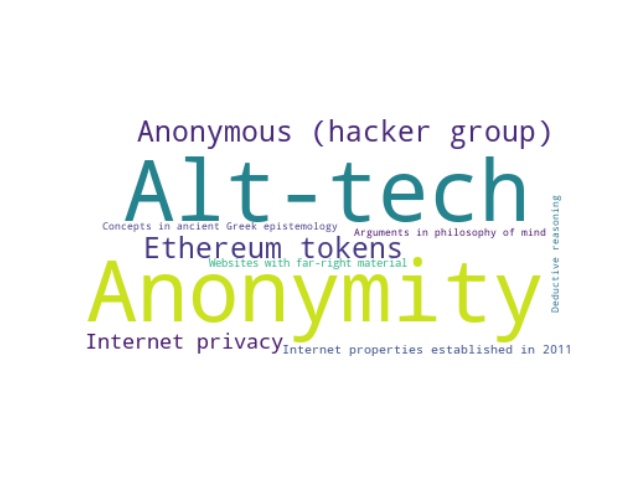 Anonymous (hacker group)
Alt-tech
Concepts in ancient Greek epistemology
Arguments in philosophy of mind
Deductive reasoning
Ethereum tokens
Websites with far-right material
Anonymity
Internet privacy
Internet properties established in 2011